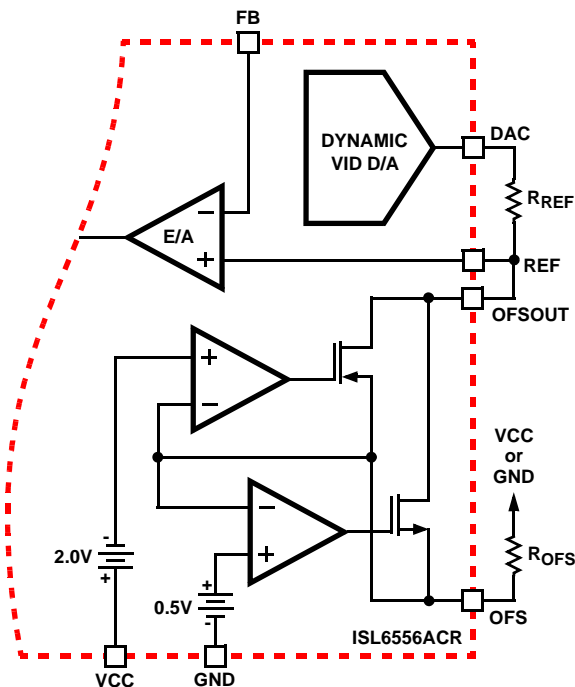 FB
DYNAMIC
VID D/A
DAC
RREF
E/A
-
+
REF
OFSOUT
+
-
VCC
or
GND
-
+
ROFS
-
2.0V
+
+
0.5V
-
OFS
ISL6556ACR
VCC
GND